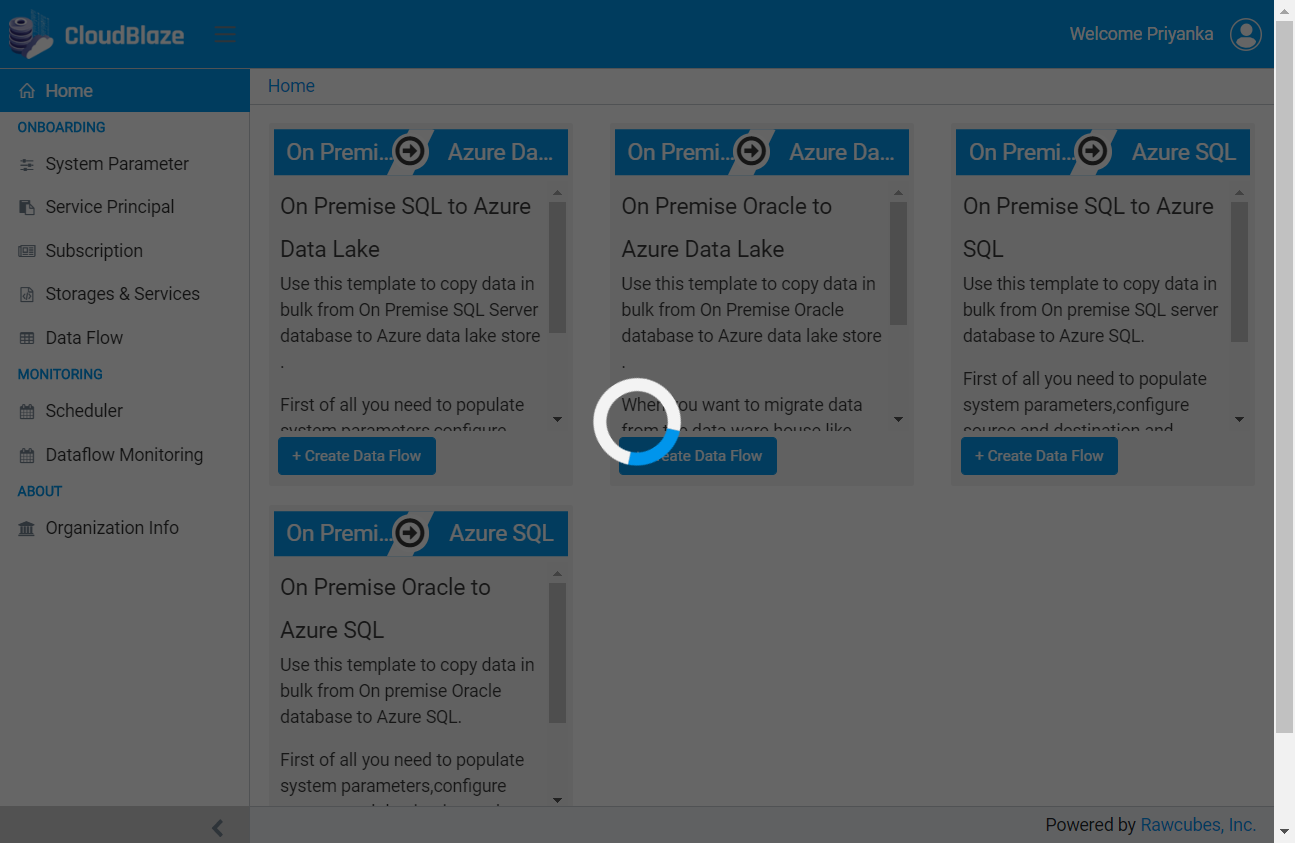 CloudBlaze
Welcome Priyanka
Home
ONBOARDING
System Parameter
Service Principal
Subscription
Storages & Services
Data Flow
MONITORING
Scheduler
Dataflow Monitoring
ABOUT
Organization Info
Home
On Premi... Azure Da...
On Premise SQL to Azure
Data Lake
Use this template to copy data in
bulk from On Premise SQL Server
database to Azure data lake store
.
First of all you need to populate
system parameters,configure
+ Create Data Flow
On Premi... Azure Da...
On Premise Oracle to
Azure Data Lake
Use this template to copy data in
bulk from On Premise Oracle
database to Azure data lake store
.
When you want to migrate data
from the data ware house like
eate Data Flow
On Premi... Azure SQL
On Premise SQL to Azure
SQL
Use this template to copy data in
bulk from On premise SQL server
database to Azure SQL.
First of all you need to populate
system parameters,configure
source and destination and
+ Create Data Flow
On Premi... Azure SQL
On Premise Oracle to
Azure SQL
Use this template to copy data in
bulk from On premise Oracle
database to Azure SQL.
First of all you need to populate
system parameters,configure
Powered by Rawcubes, Inc.